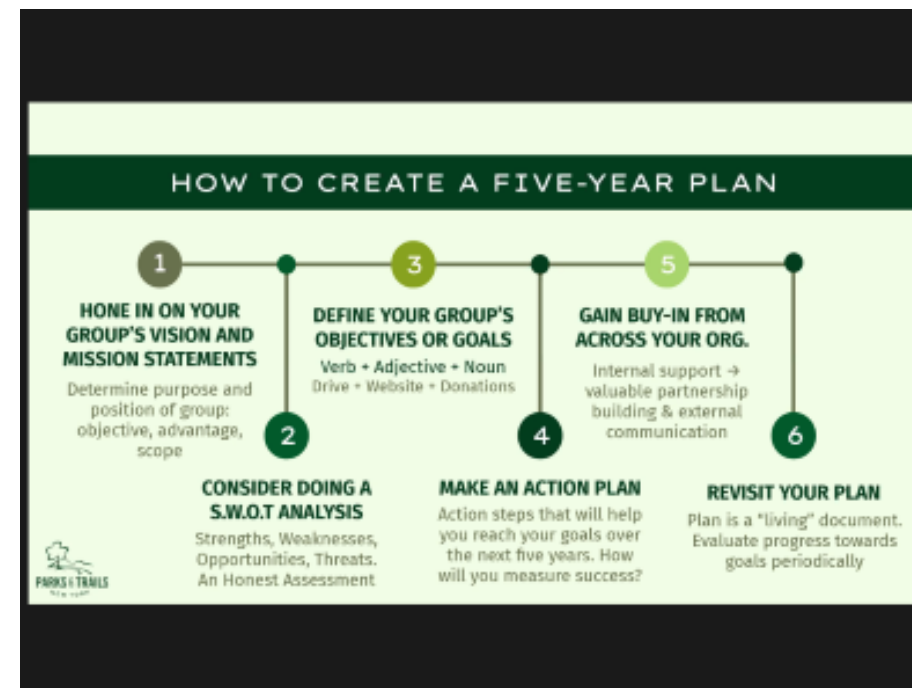 HOW TO CREATE A FIVE-YEAR PLAN
1
HONE IN ON YOUR
GROUP'S VISION AND
MISSION STATEMENTS
Determine purpose and
position of group:
objective, advantage,
scope
2
CONSIDER DOING A
S.W.O.T ANALYSIS
Strengths, Weaknesses,
Opportunities, Threats.
An Honest Assessment
3
DEFINE YOUR GROUP'S
OBJECTIVES OR GOALS
Verb + Adjective + Noun
Drive + Website + Donations
4
MAKE AN ACTION PLAN
Action steps that will help
you reach your goals over
the next five years. How
will you measure success?
5
GAIN BUY-IN FROM
ACROSS YOUR ORG.
Internal support →
valuable partnership
building & external
communication
6
REVISIT YOUR PLAN
Plan is a "living" document.
Evaluate progress towards
goals periodically
PARKS & TRAILS
NEW YORK